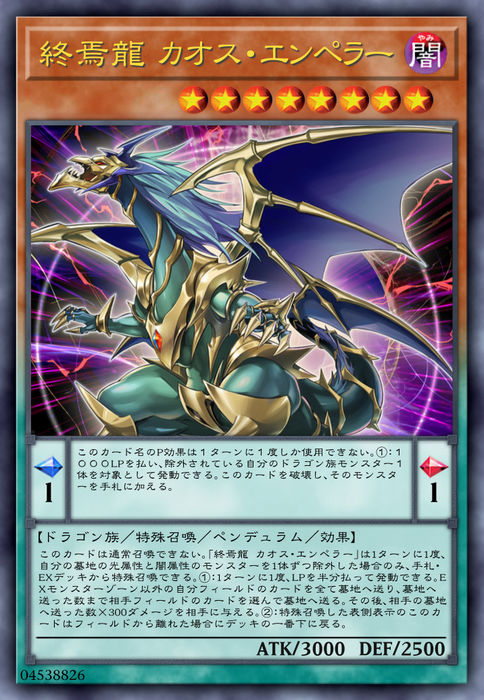 終焉龍 カオス・エンペラー
やみ
闇
このカード名のP効果は1ターンに1度しか使用できない。①:1
000LPを払い、除外されている自分のドラゴン族モンスター1
体を対象として発動できる。このカードを破壊し、そのモンス
ターを手札に加える。
1
1
【ドラゴン族/特殊召喚/ペンデュラム/効果】
このカードは通常召喚できない。「終焉龍 カオス・エンペラー」は1ターンに1度、
自分の墓地の光属性と闇属性のモンスターを1体ずつ除外した場合のみ、手札・
EXデッキから特殊召喚できる。①:1ターンに1度、LPを半分払って発動できる。E
Xモンスターゾーン以外の自分フィールドのカードを全て墓地へ送り、墓地へ
送った数まで相手フィールドのカードを選んで墓地へ送る。その後、相手の墓地
へ送った数×300ダメージを相手に与える。②:特殊召喚した表側表示のこのカ
ードはフィールドから離れた場合にデッキの一番下に戻る。
ATK/3000 DEF/2500
04538826